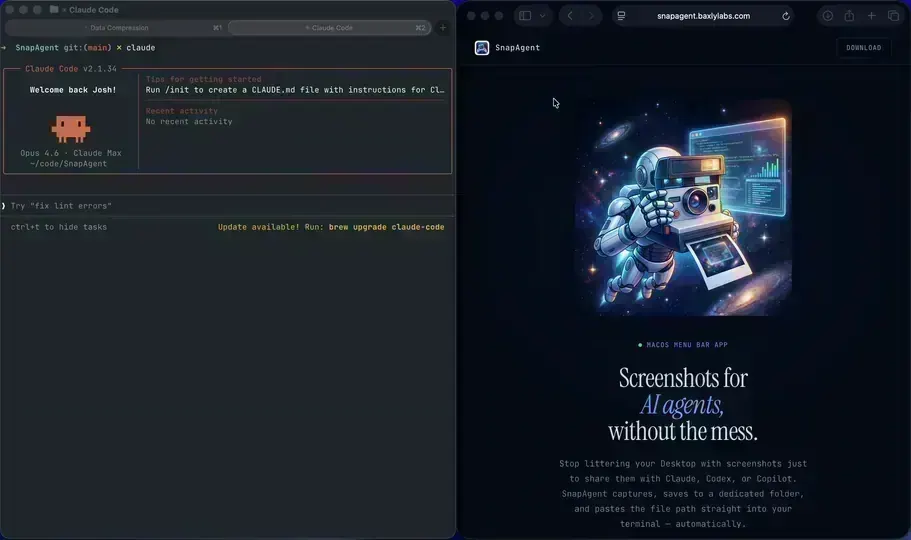 × Claude Code
Data Compression ⌘1
Claude Code ⌘2
→ SnapAgent git:(main) × claude
Claude Code v2.1.34
Welcome back Josh!
Opus 4.6 · Claude Max
~/code/SnapAgent
Tips for getting started
Run /init to create a CLAUDE.md file with instructions for Cl…
Recent activity
No recent activity
❯ Try "fix lint errors"
ctrl+t to hide tasks
Update available! Run: brew upgrade claude-code
snapagent.baxlylabs.com
SnapAgent
DOWNLOAD
MACOS MENU BAR APP
Screenshots for
AI agents,
without the mess.
Stop littering your Desktop with screenshots just
to share them with Claude, Codex, or Copilot.
SnapAgent captures, saves to a dedicated folder,
and pastes the file path straight into your
terminal — automatically.